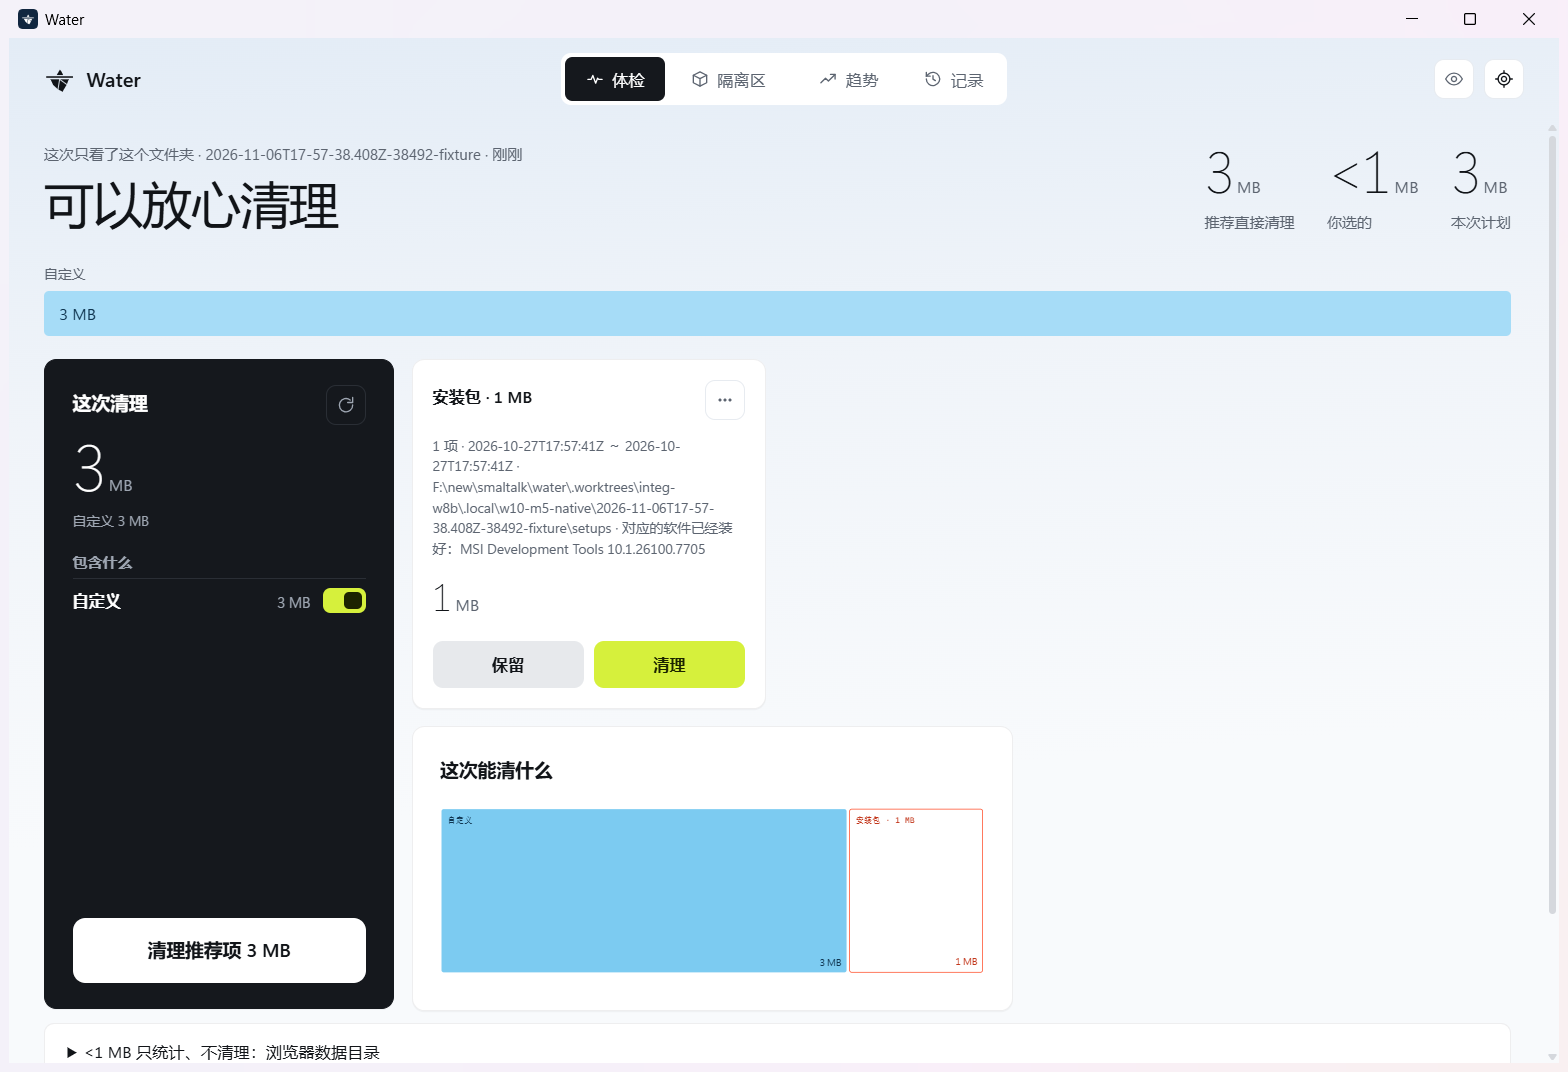 Water
Water
体检
隔离区
趋势
记录
这次只看了这个文件夹 · 2026-11-06T17-57-38.408Z-38492-fixture · 刚刚
可以放心清理
3 MB
推荐直接清理
<1 MB
你选的
3 MB
本次计划
自定义
3 MB
这次清理
3 MB
自定义 3 MB
包含什么
自定义 3 MB
清理推荐项 3 MB
安装包 · 1 MB
1 项 · 2026-10-27T17:57:41Z ~ 2026-10-
27T17:57:41Z ·
F:\new\smaltalk\water\.worktrees\integ-
w8b\.local\w10-m5-native\2026-11-06T17-57-
38.408Z-38492-fixture\setups · 对应的软件已经装
好：MSI Development Tools 10.1.26100.7705
1 MB
保留
清理
这次能清什么
自定义
3 MB
安装包 · 1 MB
1 MB
<1 MB 只统计、不清理：浏览器数据目录